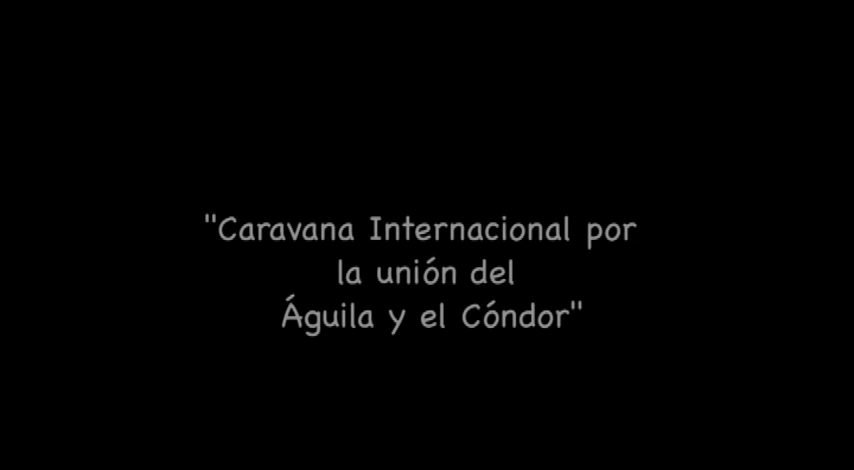 "Caravana Internacional por
la unión del
Águila y el Cóndor"